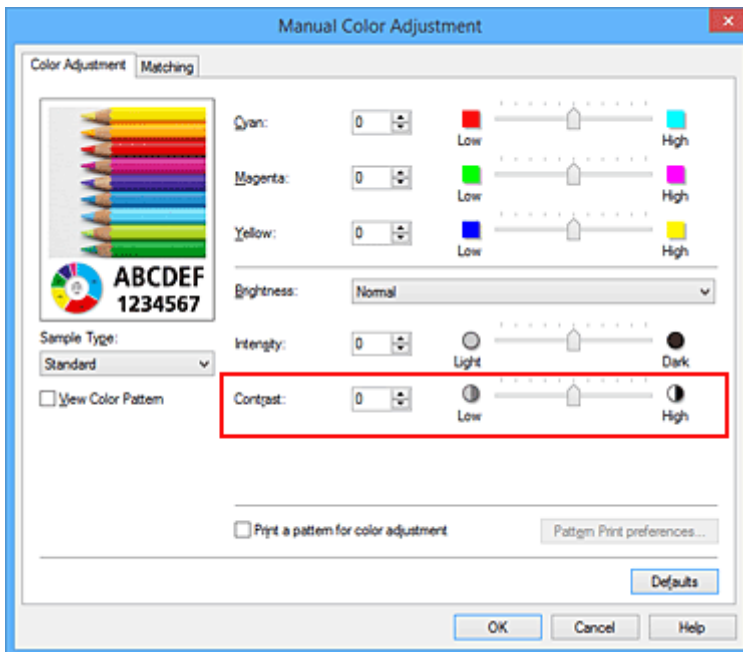 Manual Color Adjustment
Color Adjustment Matching
Cyan: 0 Low High
Magenta: 0 Low High
Yellow: 0 Low High
ABCDEF
1234567
Brightness: Normal
Sample Type:
Standard
Intensity: 0 Light Dark
View Color Pattern
Contrast: 0 Low High
Print a pattern for color adjustment Pattern Print preferences...
Defaults
OK Cancel Help